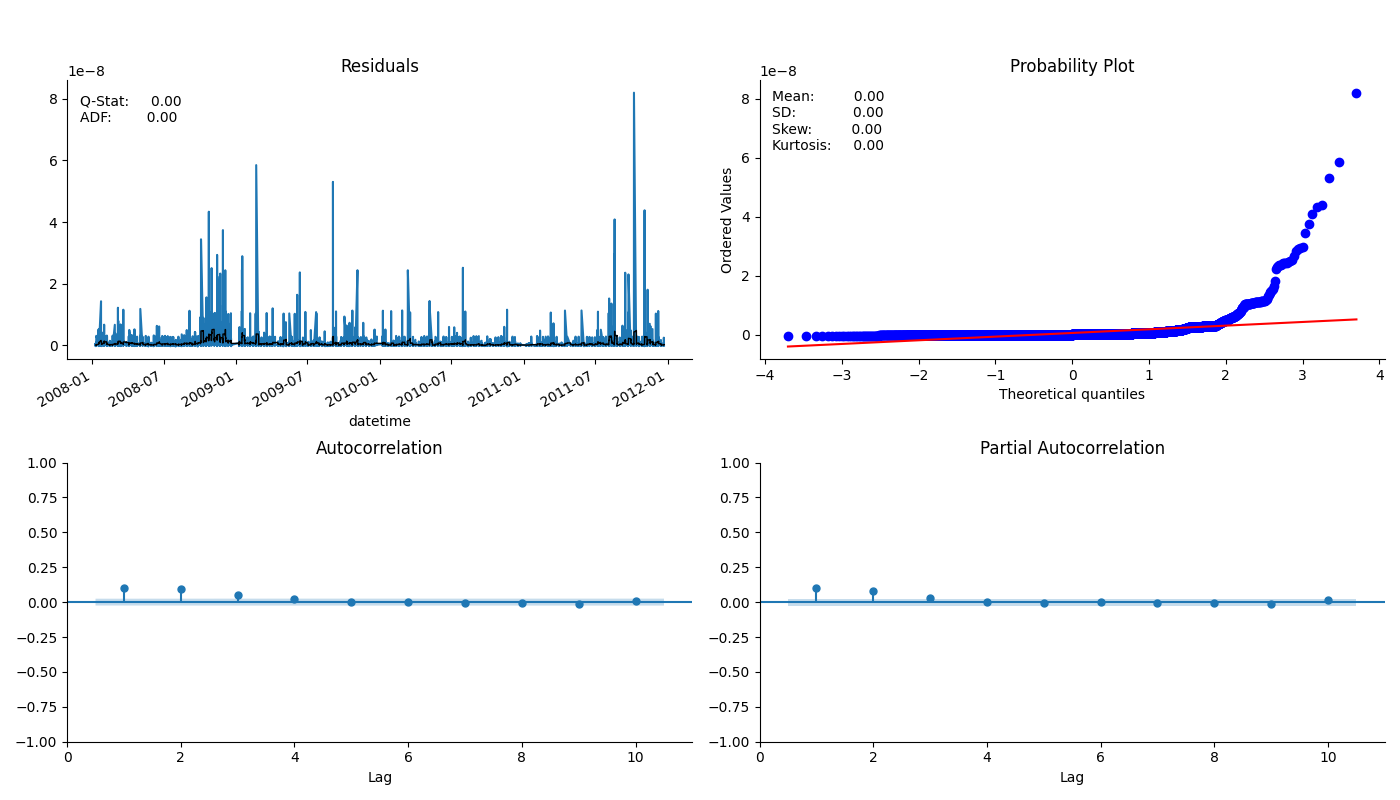 Residuals
1e−8
Q-Stat: 0.00
ADF: 0.00
8
6
4
2
0
2008-01
2008-07
2009-01
2009-07
2010-01
2010-07
2011-01
2011-07
2012-01
datetime
Probability Plot
1e−8
Mean: 0.00
SD: 0.00
Skew: 0.00
Kurtosis: 0.00
Ordered Values
8
6
4
2
0
−4 −3 −2 −1 0 1 2 3 4
Theoretical quantiles
Autocorrelation
1.00
0.75
0.50
0.25
0.00
−0.25
−0.50
−0.75
−1.00
0 2 4 6 8 10
Lag
Partial Autocorrelation
1.00
0.75
0.50
0.25
0.00
−0.25
−0.50
−0.75
−1.00
0 2 4 6 8 10
Lag